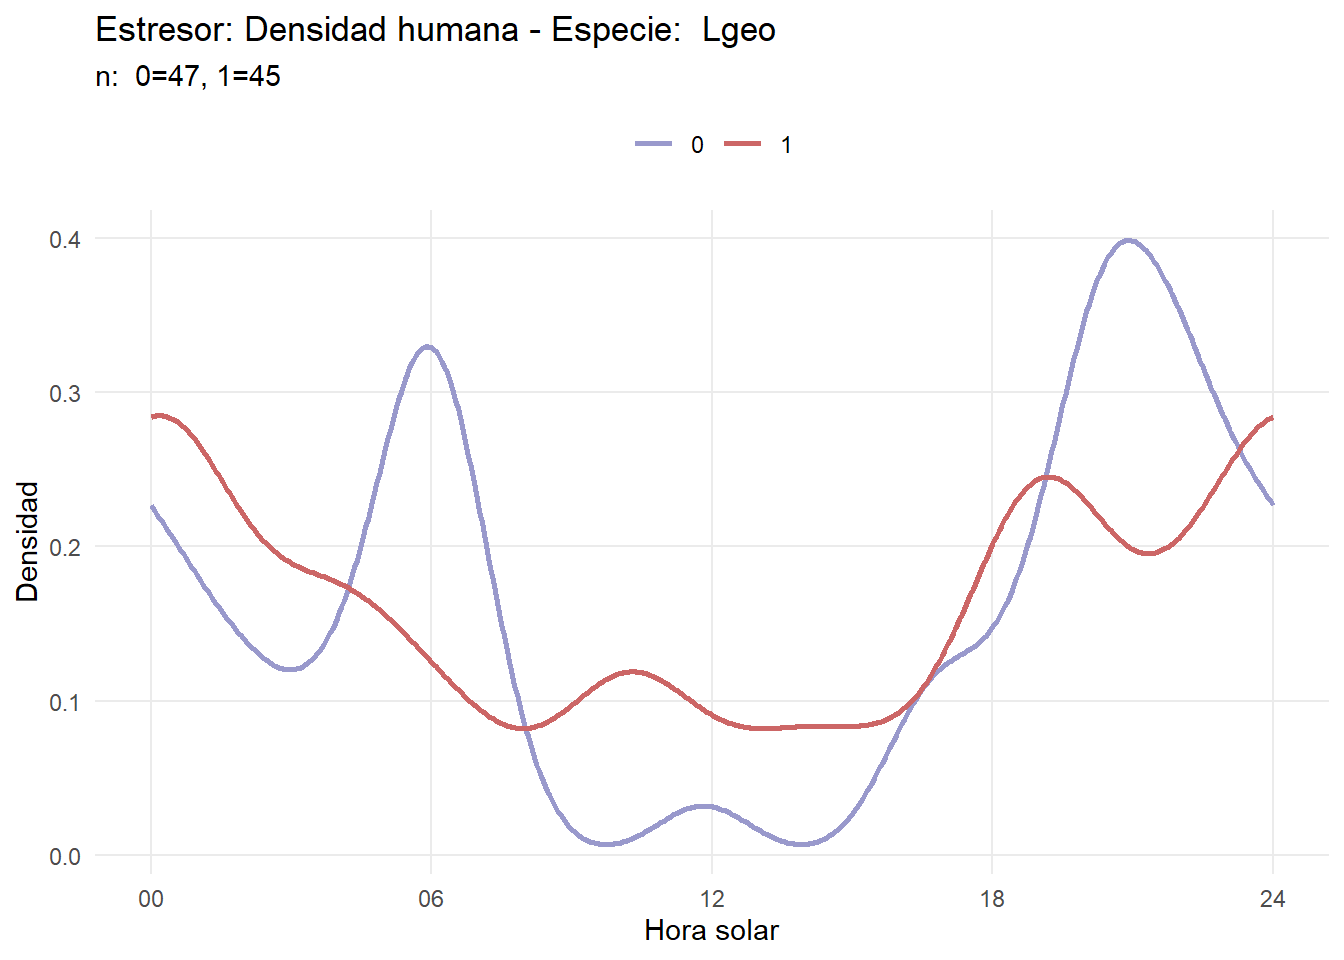 Estresor: Densidad humana - Especie:  Lgeo
n:  0=47, 1=45
0 1
0.4
0.3
0.2
0.1
0.0
Densidad
00 06 12 18 24
Hora solar